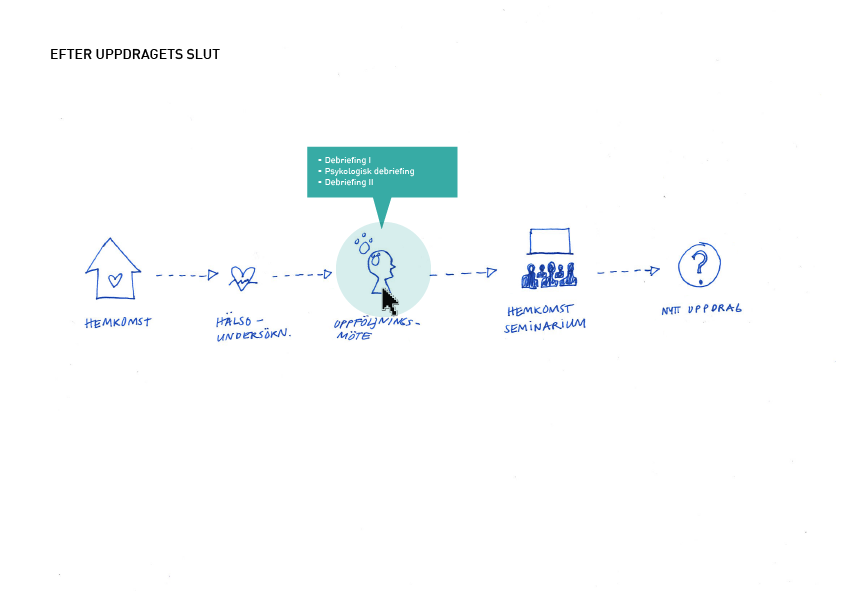 EFTER UPPDRAGETS SLUT
- Debriefing I
- Psykologisk debriefing
- Debriefing II
HEMKOMST
HÄLSO-
UNDERSÖKN.
UPPFÖLJNINGS-
MÖTE
HEMKOMST
SEMINARIUM
?
NYTT UPPDRAG